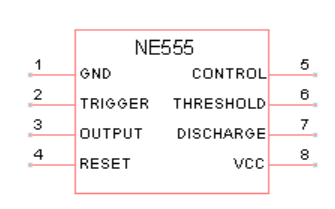 NE555
1 GND CONTROL 5
2 TRIGGER THRESHOLD 6
3 OUTPUT DISCHARGE 7
4 RESET VCC 8